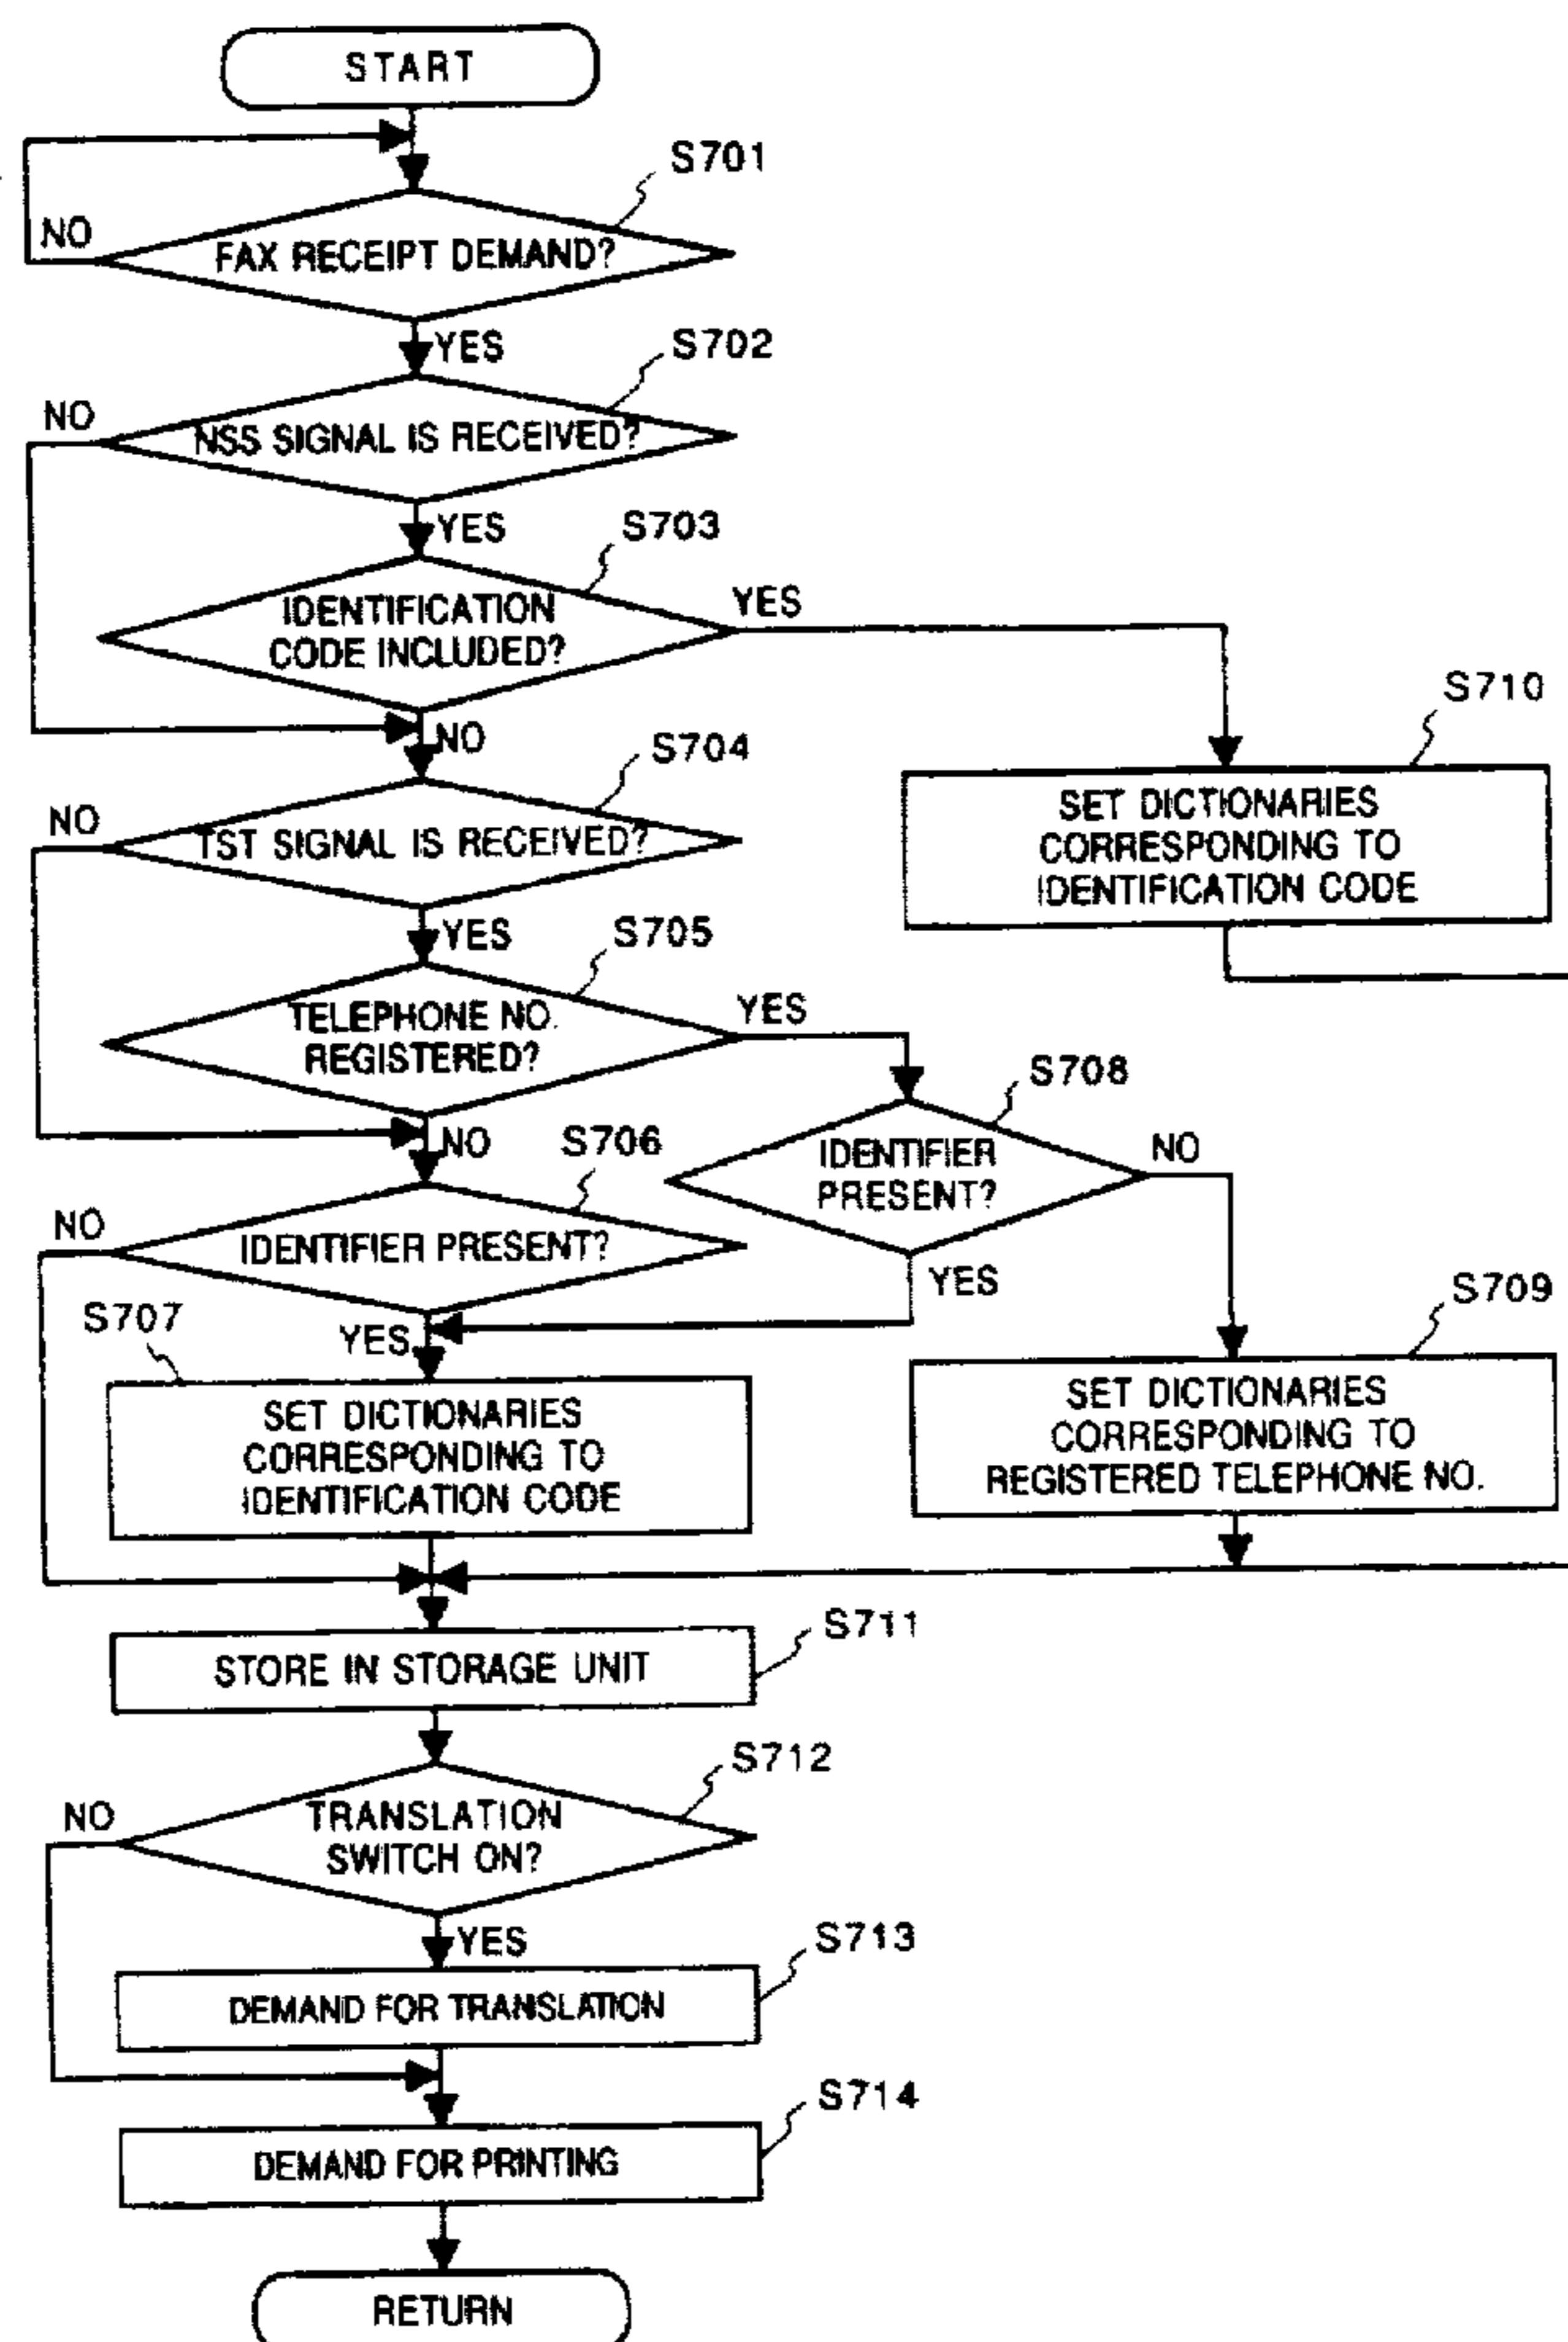 START
S701
NO
FAX RECEIPT DEMAND?
YES
S702
NO
NSS SIGNAL IS RECEIVED?
YES
S703
IDENTIFICATION
CODE INCLUDED?
YES
NO
S710
SET DICTIONARIES
CORRESPONDING TO
IDENTIFICATION CODE
S704
NO
TST SIGNAL IS RECEIVED?
YES
S705
TELEPHONE NO.
REGISTERED?
YES
NO
S708
IDENTIFIER
PRESENT?
NO
YES
S706
NO
IDENTIFIER PRESENT?
YES
S707
SET DICTIONARIES
CORRESPONDING TO
IDENTIFICATION CODE
S709
SET DICTIONARIES
CORRESPONDING TO
REGISTERED TELEPHONE NO.
S711
STORE IN STORAGE UNIT
S712
NO
TRANSLATION
SWITCH ON?
YES
S713
DEMAND FOR TRANSLATION
S714
DEMAND FOR PRINTING
RETURN